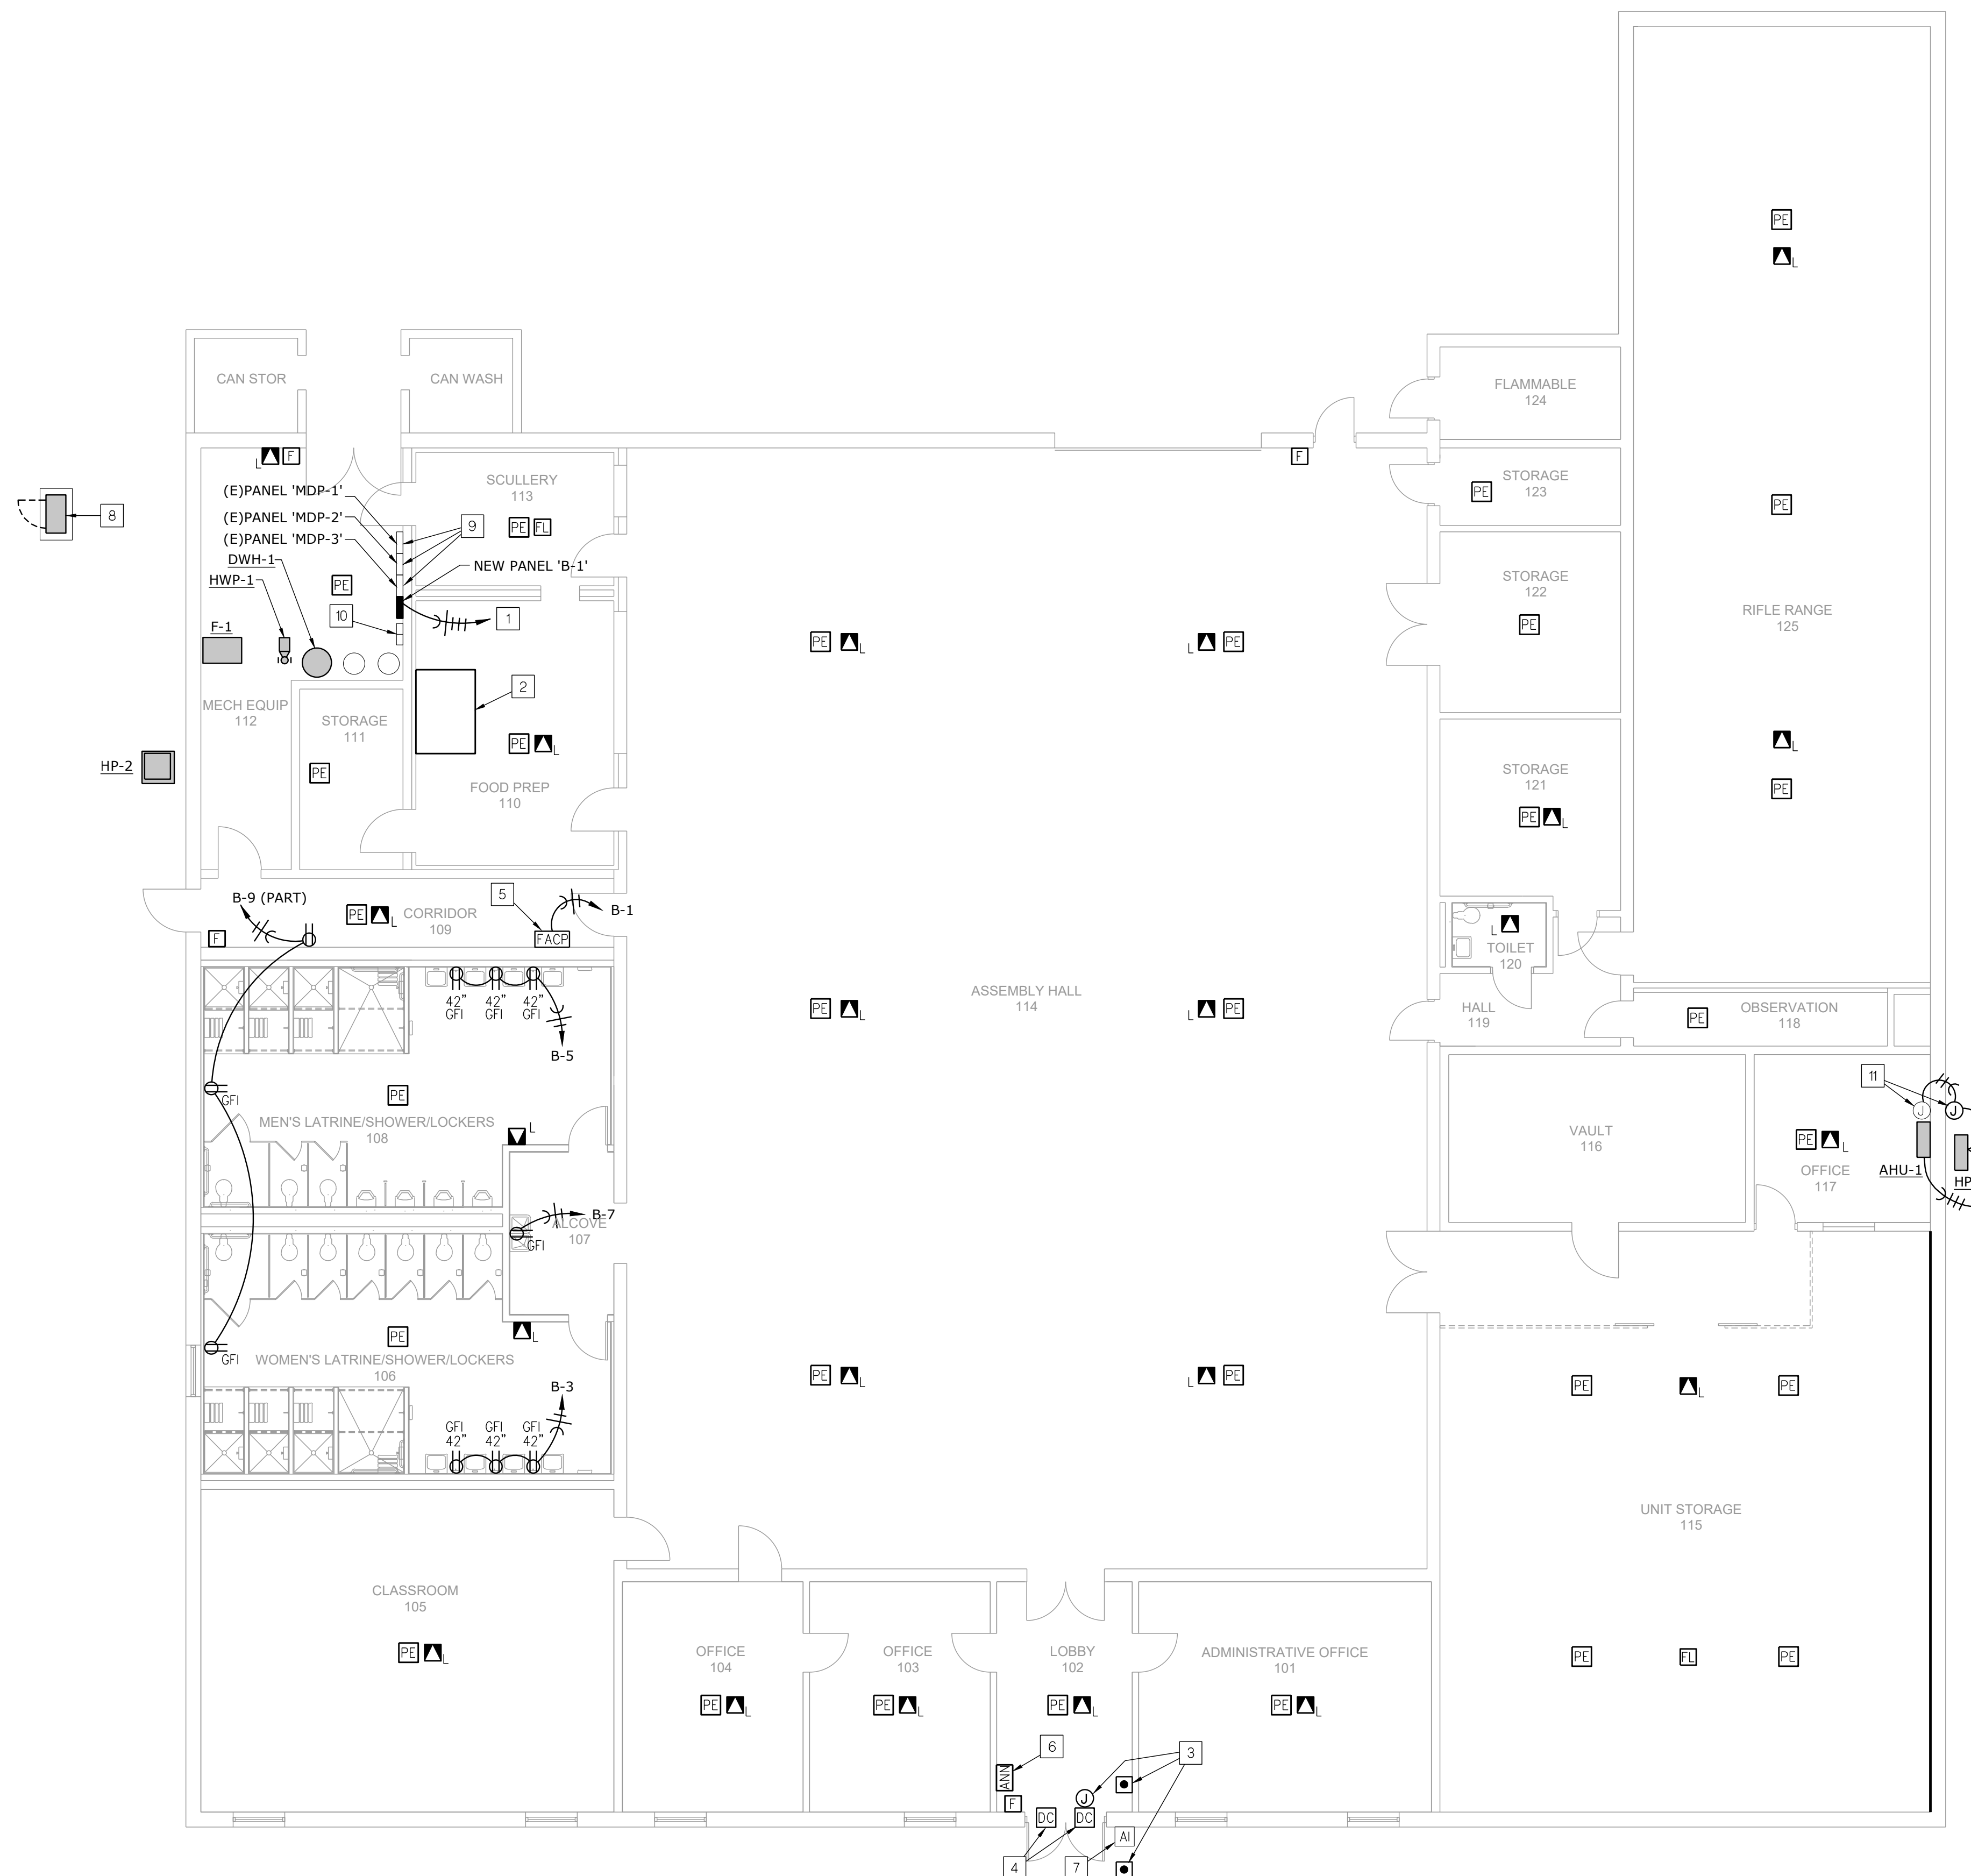 PE
L
PE
PE
L
PE
RIFLE RANGE
125
CAN STOR
CAN WASH
FLAMMABLE
124
L
F
F
SCULLERY
113
PE
FL
STORAGE
123
PE
8
(E)PANEL 'MDP-1'
(E)PANEL 'MDP-2'
(E)PANEL 'MDP-3'
9
DWH-1
NEW PANEL 'B-1'
HWP-1
PE
10
1
STORAGE
122
PE
F-1
2
PE
L
L
PE
MECH EQUIP
112
STORAGE
111
PE
PE
L
FOOD PREP
110
HP-2
STORAGE
121
PE
L
B-9 (PART)
PE
L
CORRIDOR
109
5
B-1
F
FACP
L
TOILET
120
42"
GFI
42"
GFI
42"
GFI
B-5
ASSEMBLY HALL
114
PE
L
L
PE
HALL
119
PE
OBSERVATION
118
GFI
PE
MEN'S LATRINE/SHOWER/LOCKERS
108
L
11
J
J
VAULT
116
PE
L
OFFICE
117
AHU-1
HP
B-7
ALCOVE
107
GFI
PE
L
GFI
WOMEN'S LATRINE/SHOWER/LOCKERS
106
B-3
GFI
42"
GFI
42"
GFI
42"
PE
L
L
PE
PE
L
PE
UNIT STORAGE
115
PE
FL
PE
CLASSROOM
105
PE
L
OFFICE
104
PE
L
OFFICE
103
PE
L
LOBBY
102
PE
L
ADMINISTRATIVE OFFICE
101
PE
L
6
3
ANN
F
J
DC
DC
AI
4
7